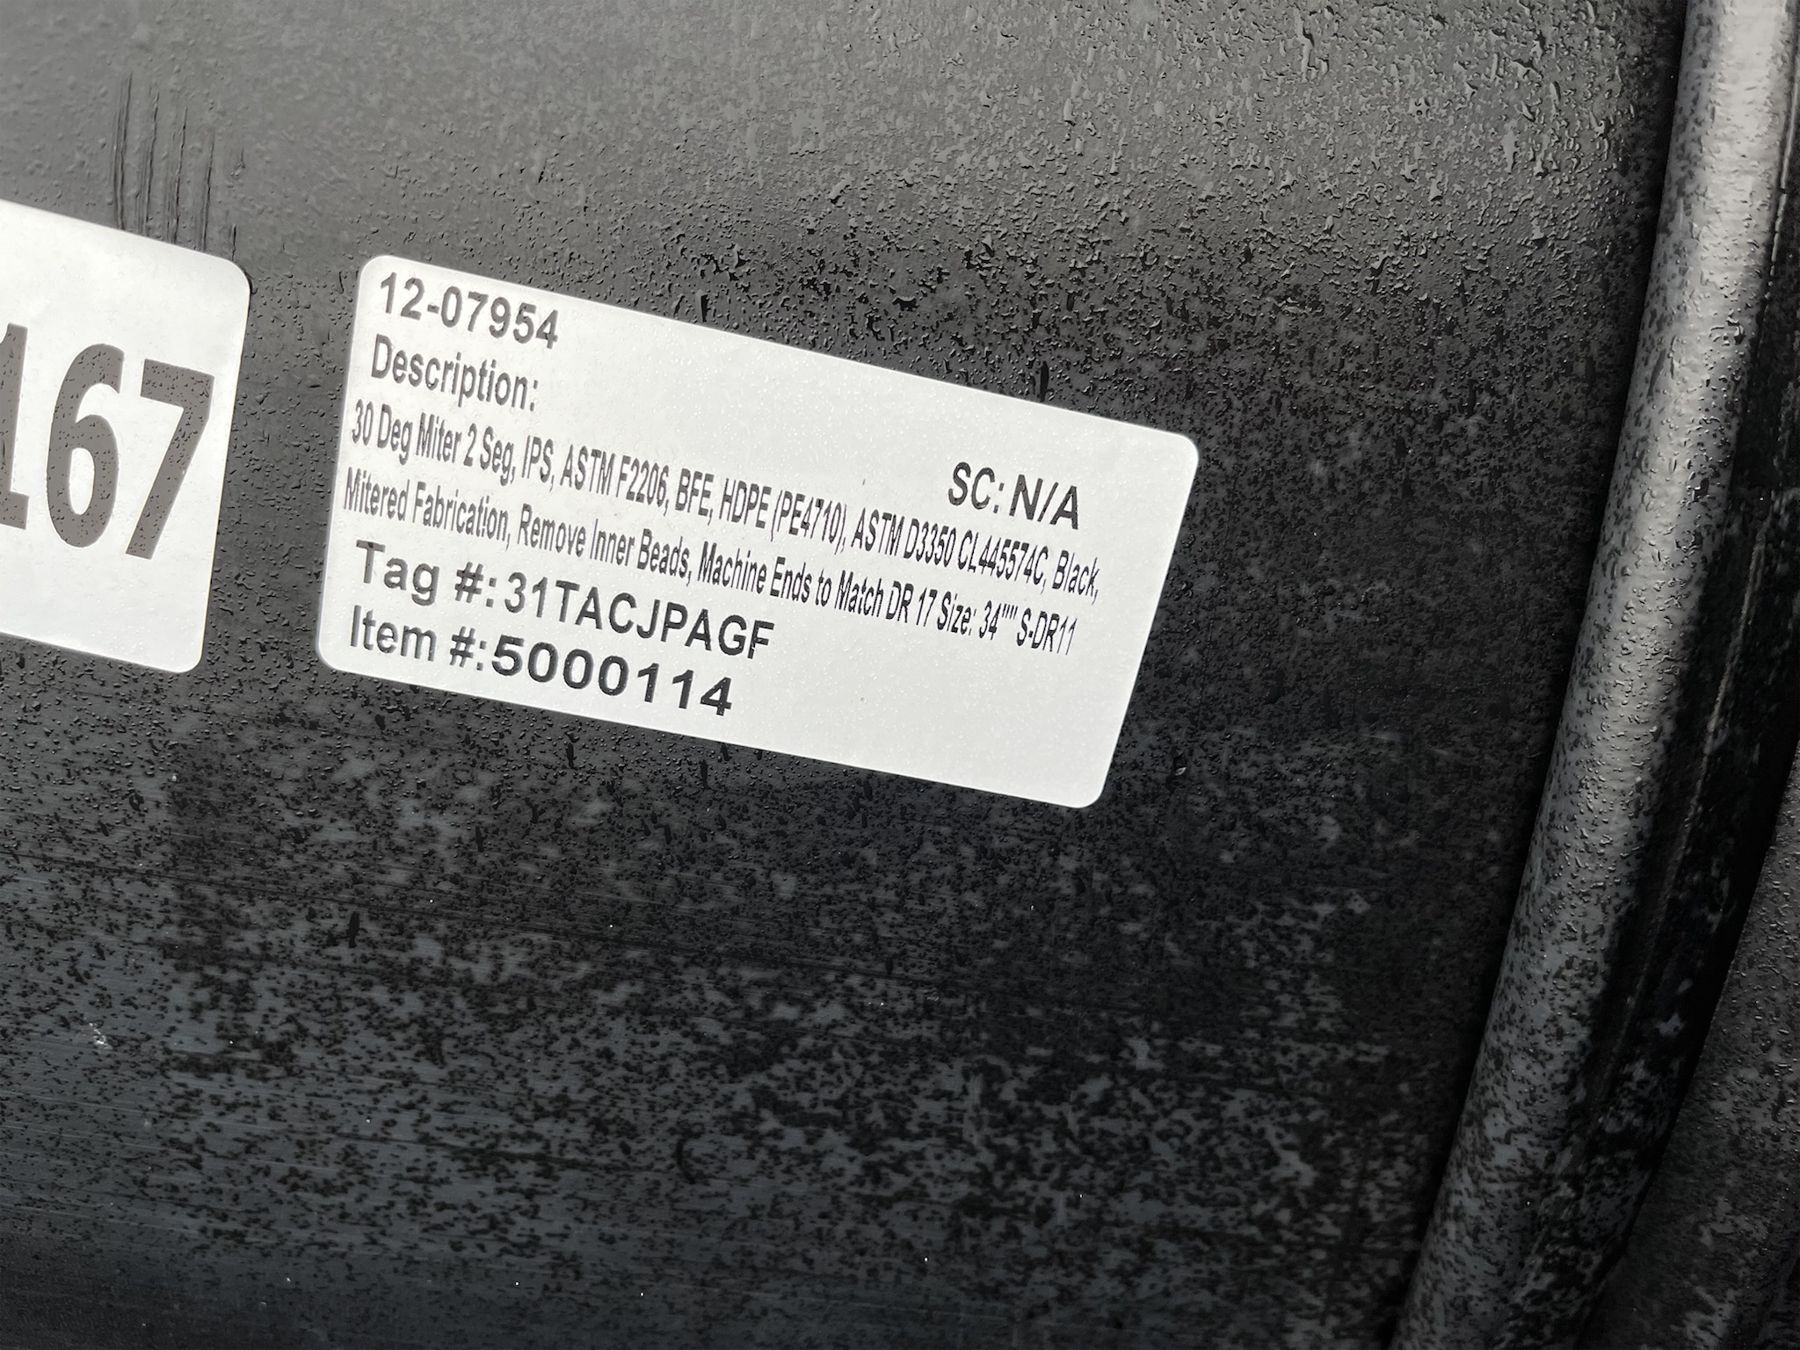 167
12-07954
Description:
SC: N/A
30 Deg Miter 2 Seg, IPS, ASTM F2206, BFE, HDPE (PE4710), ASTM D3350 CL445574C, Black,
Mitered Fabrication, Remove Inner Beads, Machine Ends to Match DR 17 Size: 34"" S-DR11
Tag #: 31TACJPAGF
Item #: 5000114